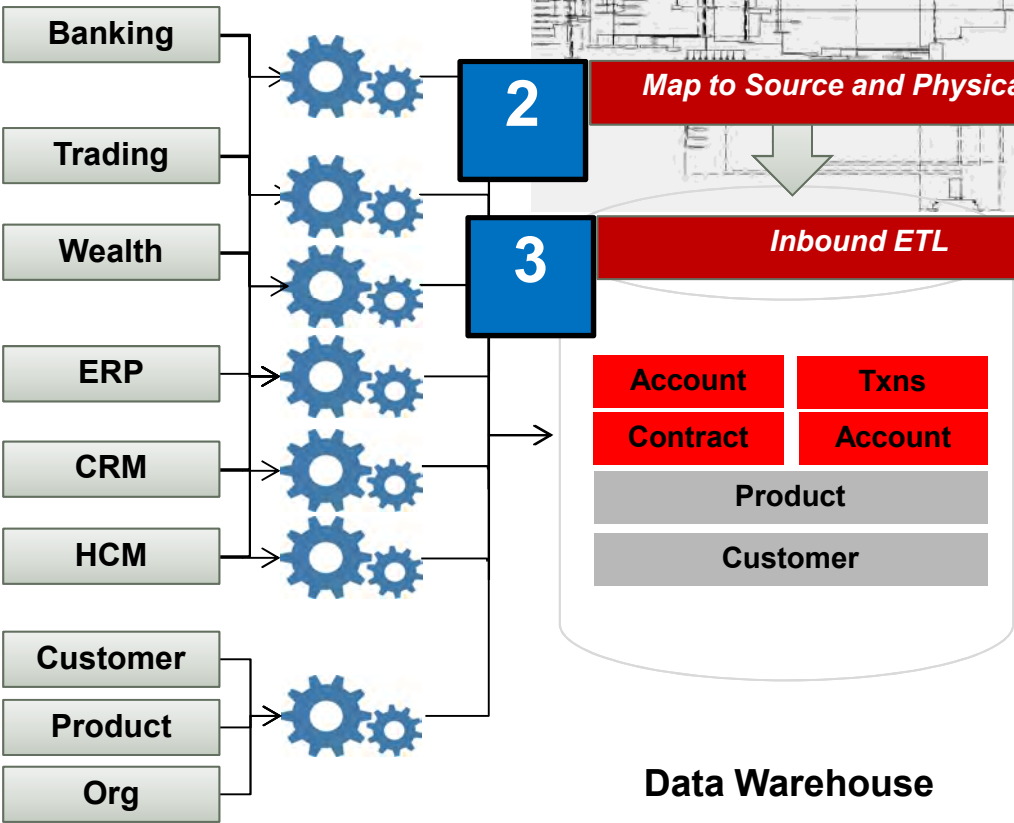 Banking
Trading
Wealth
ERP
CRM
HCM
Customer
Product
Org
2
Map to Source and Physica
3
Inbound ETL
Account Txns
Contract Account
Product
Customer
Data Warehouse